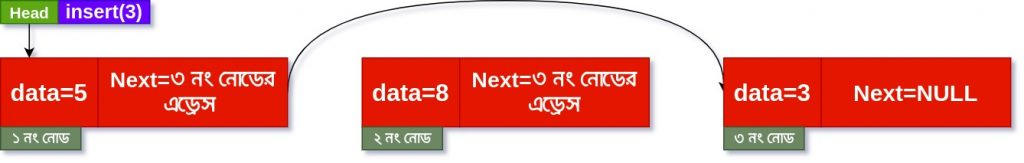 Head insert(3)
data=5
Next=৩ নং নোডের
এড্রেস
data=8
Next=৩ নং নোডের
এড্রেস
data=3
Next=NULL
১ নং নোড
২ নং নোড
৩ নং নোড